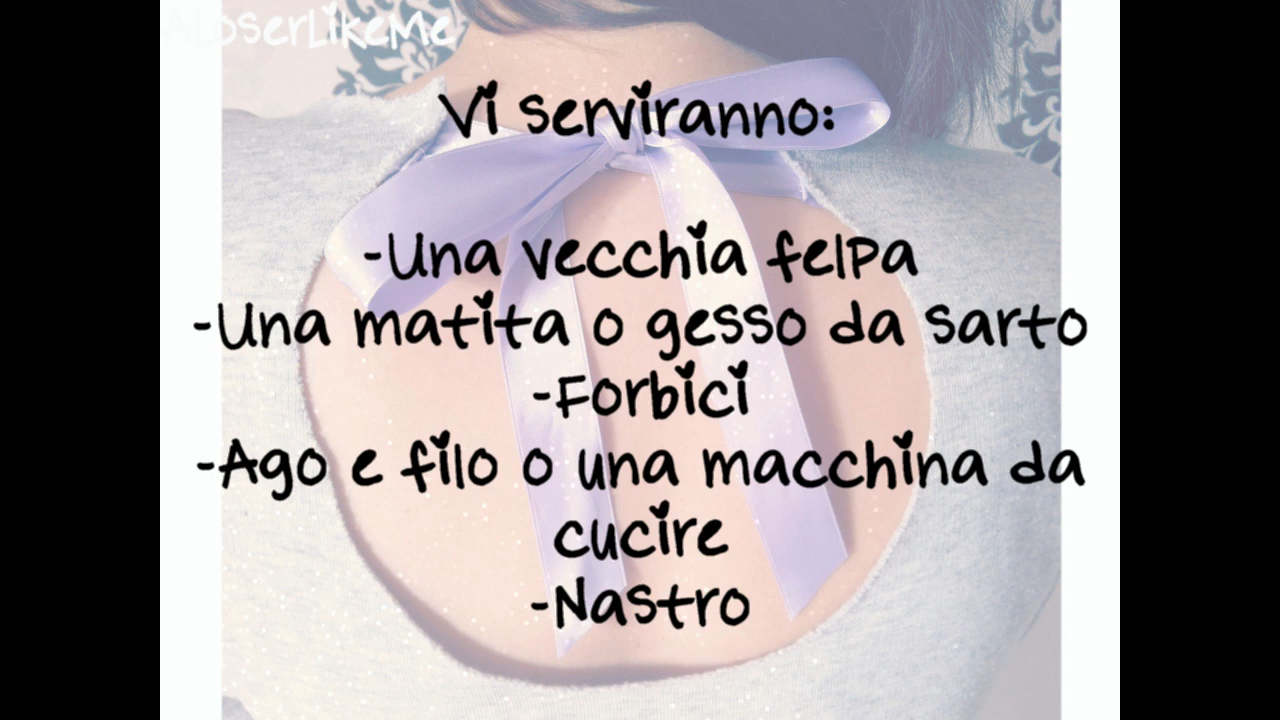 ALoserLikeMe
Vi serviranno:
-Una vecchia felpa
-Una matita o gesso da sarto
-Forbici
-Ago e filo o una macchina da
cucire
-Nastro